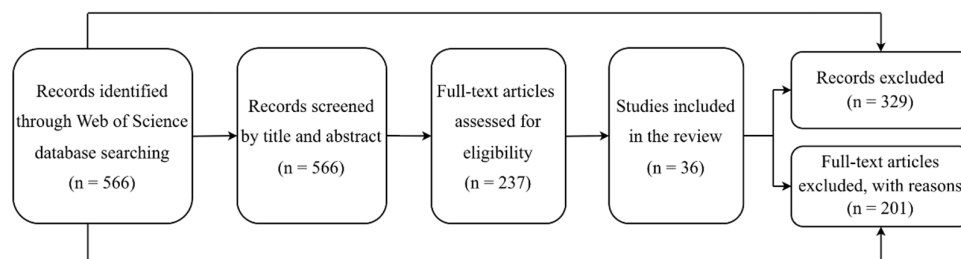 Records identified
through Web of Science
database searching
(n = 566)
Records screened
by title and abstract
(n = 566)
Full-text articles
assessed for
eligibility
(n = 237)
Studies included
in the review
(n = 36)
Records excluded
(n = 329)
Full-text articles
excluded, with reasons
(n = 201)